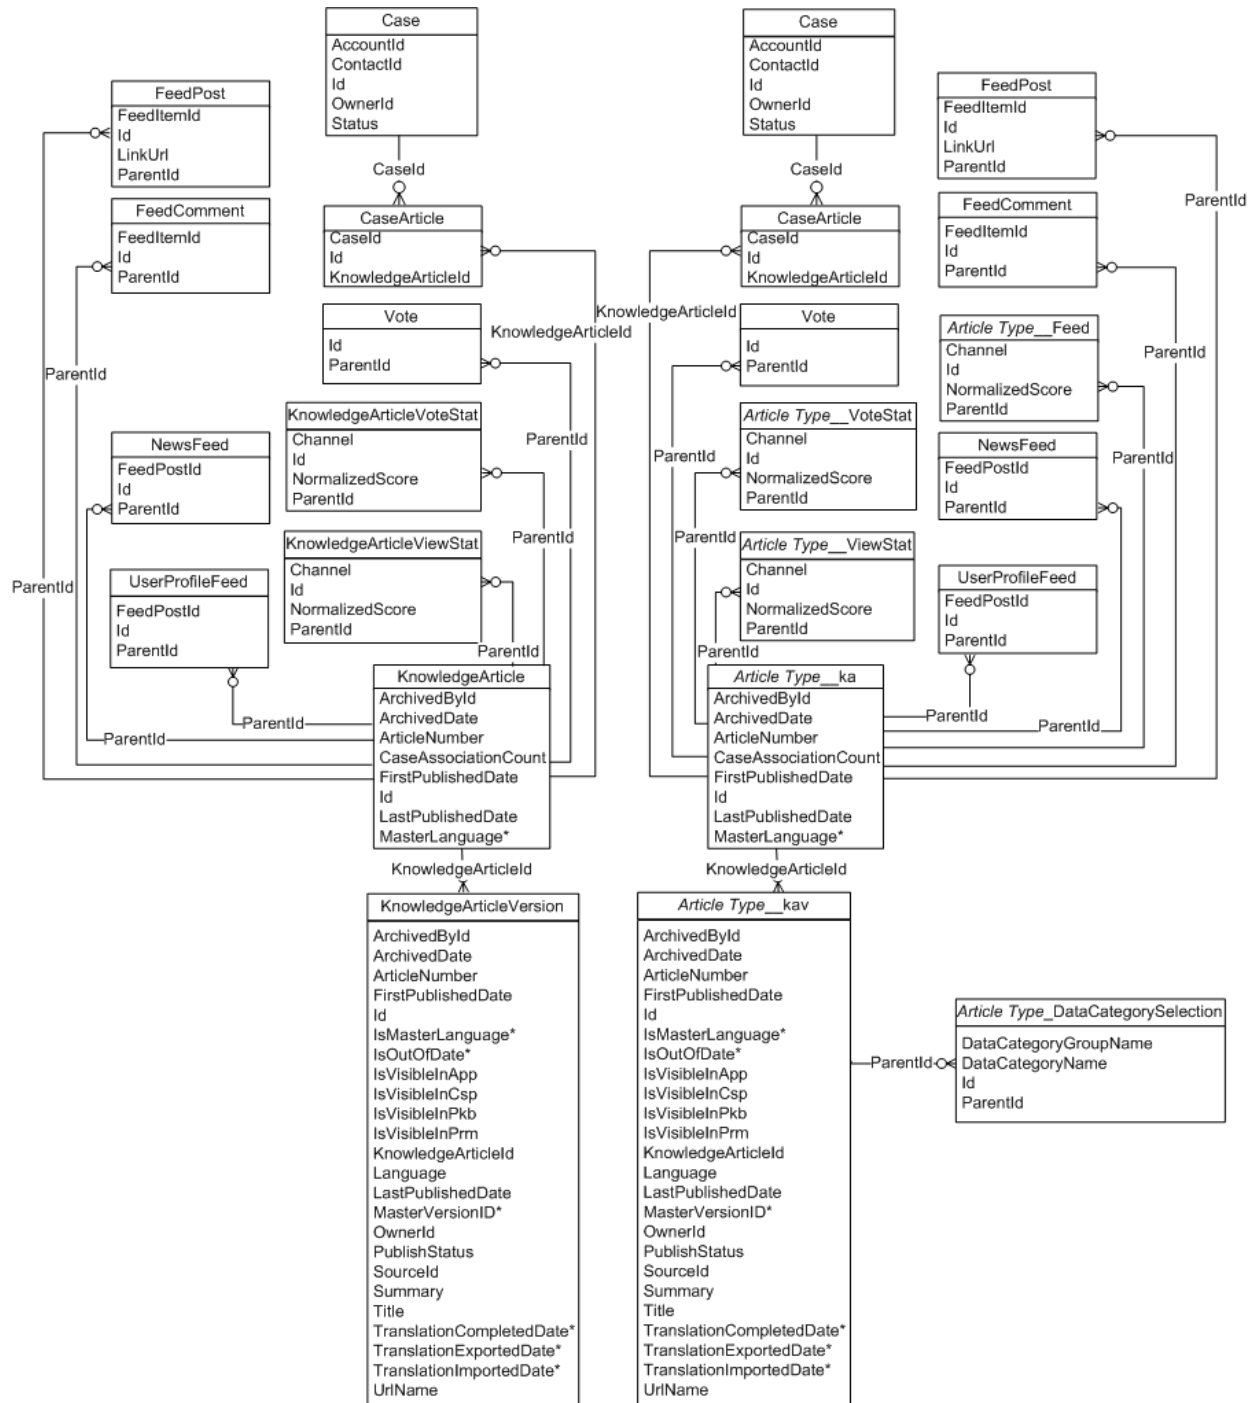 Case
AccountId
ContactId
Id
OwnerId
Status
CaseId
FeedPost
FeedItemId
Id
LinkUrl
ParentId
FeedComment
FeedItemId
Id
ParentId
CaseArticle
CaseId
Id
KnowledgeArticleId
KnowledgeArticleId
Vote
Id
ParentId
ParentId
KnowledgeArticleVoteStat
Channel
Id
NormalizedScore
ParentId
ParentId
NewsFeed
FeedPostId
Id
ParentId
ParentId
KnowledgeArticleViewStat
Channel
Id
NormalizedScore
ParentId
ParentId
UserProfileFeed
FeedPostId
Id
ParentId
ParentId
ParentId
ParentId
KnowledgeArticle
ArchivedById
ArchivedDate
ArticleNumber
CaseAssociationCount
FirstPublishedDate
Id
LastPublishedDate
MasterLanguage*
KnowledgeArticleId
KnowledgeArticleVersion
ArchivedById
ArchivedDate
ArticleNumber
FirstPublishedDate
Id
IsMasterLanguage*
IsOutOfDate*
IsVisibleInApp
IsVisibleInCsp
IsVisibleInPkb
IsVisibleInPrm
KnowledgeArticleId
Language
LastPublishedDate
MasterVersionID*
OwnerId
PublishStatus
SourceId
Summary
Title
TranslationCompletedDate*
TranslationExportedDate*
TranslationImportedDate*
UrlName
Case
AccountId
ContactId
Id
OwnerId
Status
CaseId
FeedPost
FeedItemId
Id
LinkUrl
ParentId
ParentId
CaseArticle
CaseId
Id
KnowledgeArticleId
KnowledgeArticleId
FeedComment
FeedItemId
Id
ParentId
Vote
Id
ParentId
Article Type__Feed
Channel
Id
NormalizedScore
ParentId
ParentId
Article Type__VoteStat
Channel
Id
NormalizedScore
ParentId
ParentId
ParentId
NewsFeed
FeedPostId
Id
ParentId
ParentId
Article Type__ViewStat
Channel
Id
NormalizedScore
ParentId
ParentId
UserProfileFeed
FeedPostId
Id
ParentId
ParentId
ParentId
Article Type__ka
ArchivedById
ArchivedDate
ArticleNumber
CaseAssociationCount
FirstPublishedDate
Id
LastPublishedDate
MasterLanguage*
KnowledgeArticleId
Article Type__kav
ArchivedById
ArchivedDate
ArticleNumber
FirstPublishedDate
Id
IsMasterLanguage*
IsOutOfDate*
IsVisibleInApp
IsVisibleInCsp
IsVisibleInPkb
IsVisibleInPrm
KnowledgeArticleId
Language
LastPublishedDate
MasterVersionID*
OwnerId
PublishStatus
SourceId
Summary
Title
TranslationCompletedDate*
TranslationExportedDate*
TranslationImportedDate*
UrlName
ParentId
Article Type_DataCategorySelection
DataCategoryGroupName
DataCategoryName
Id
ParentId